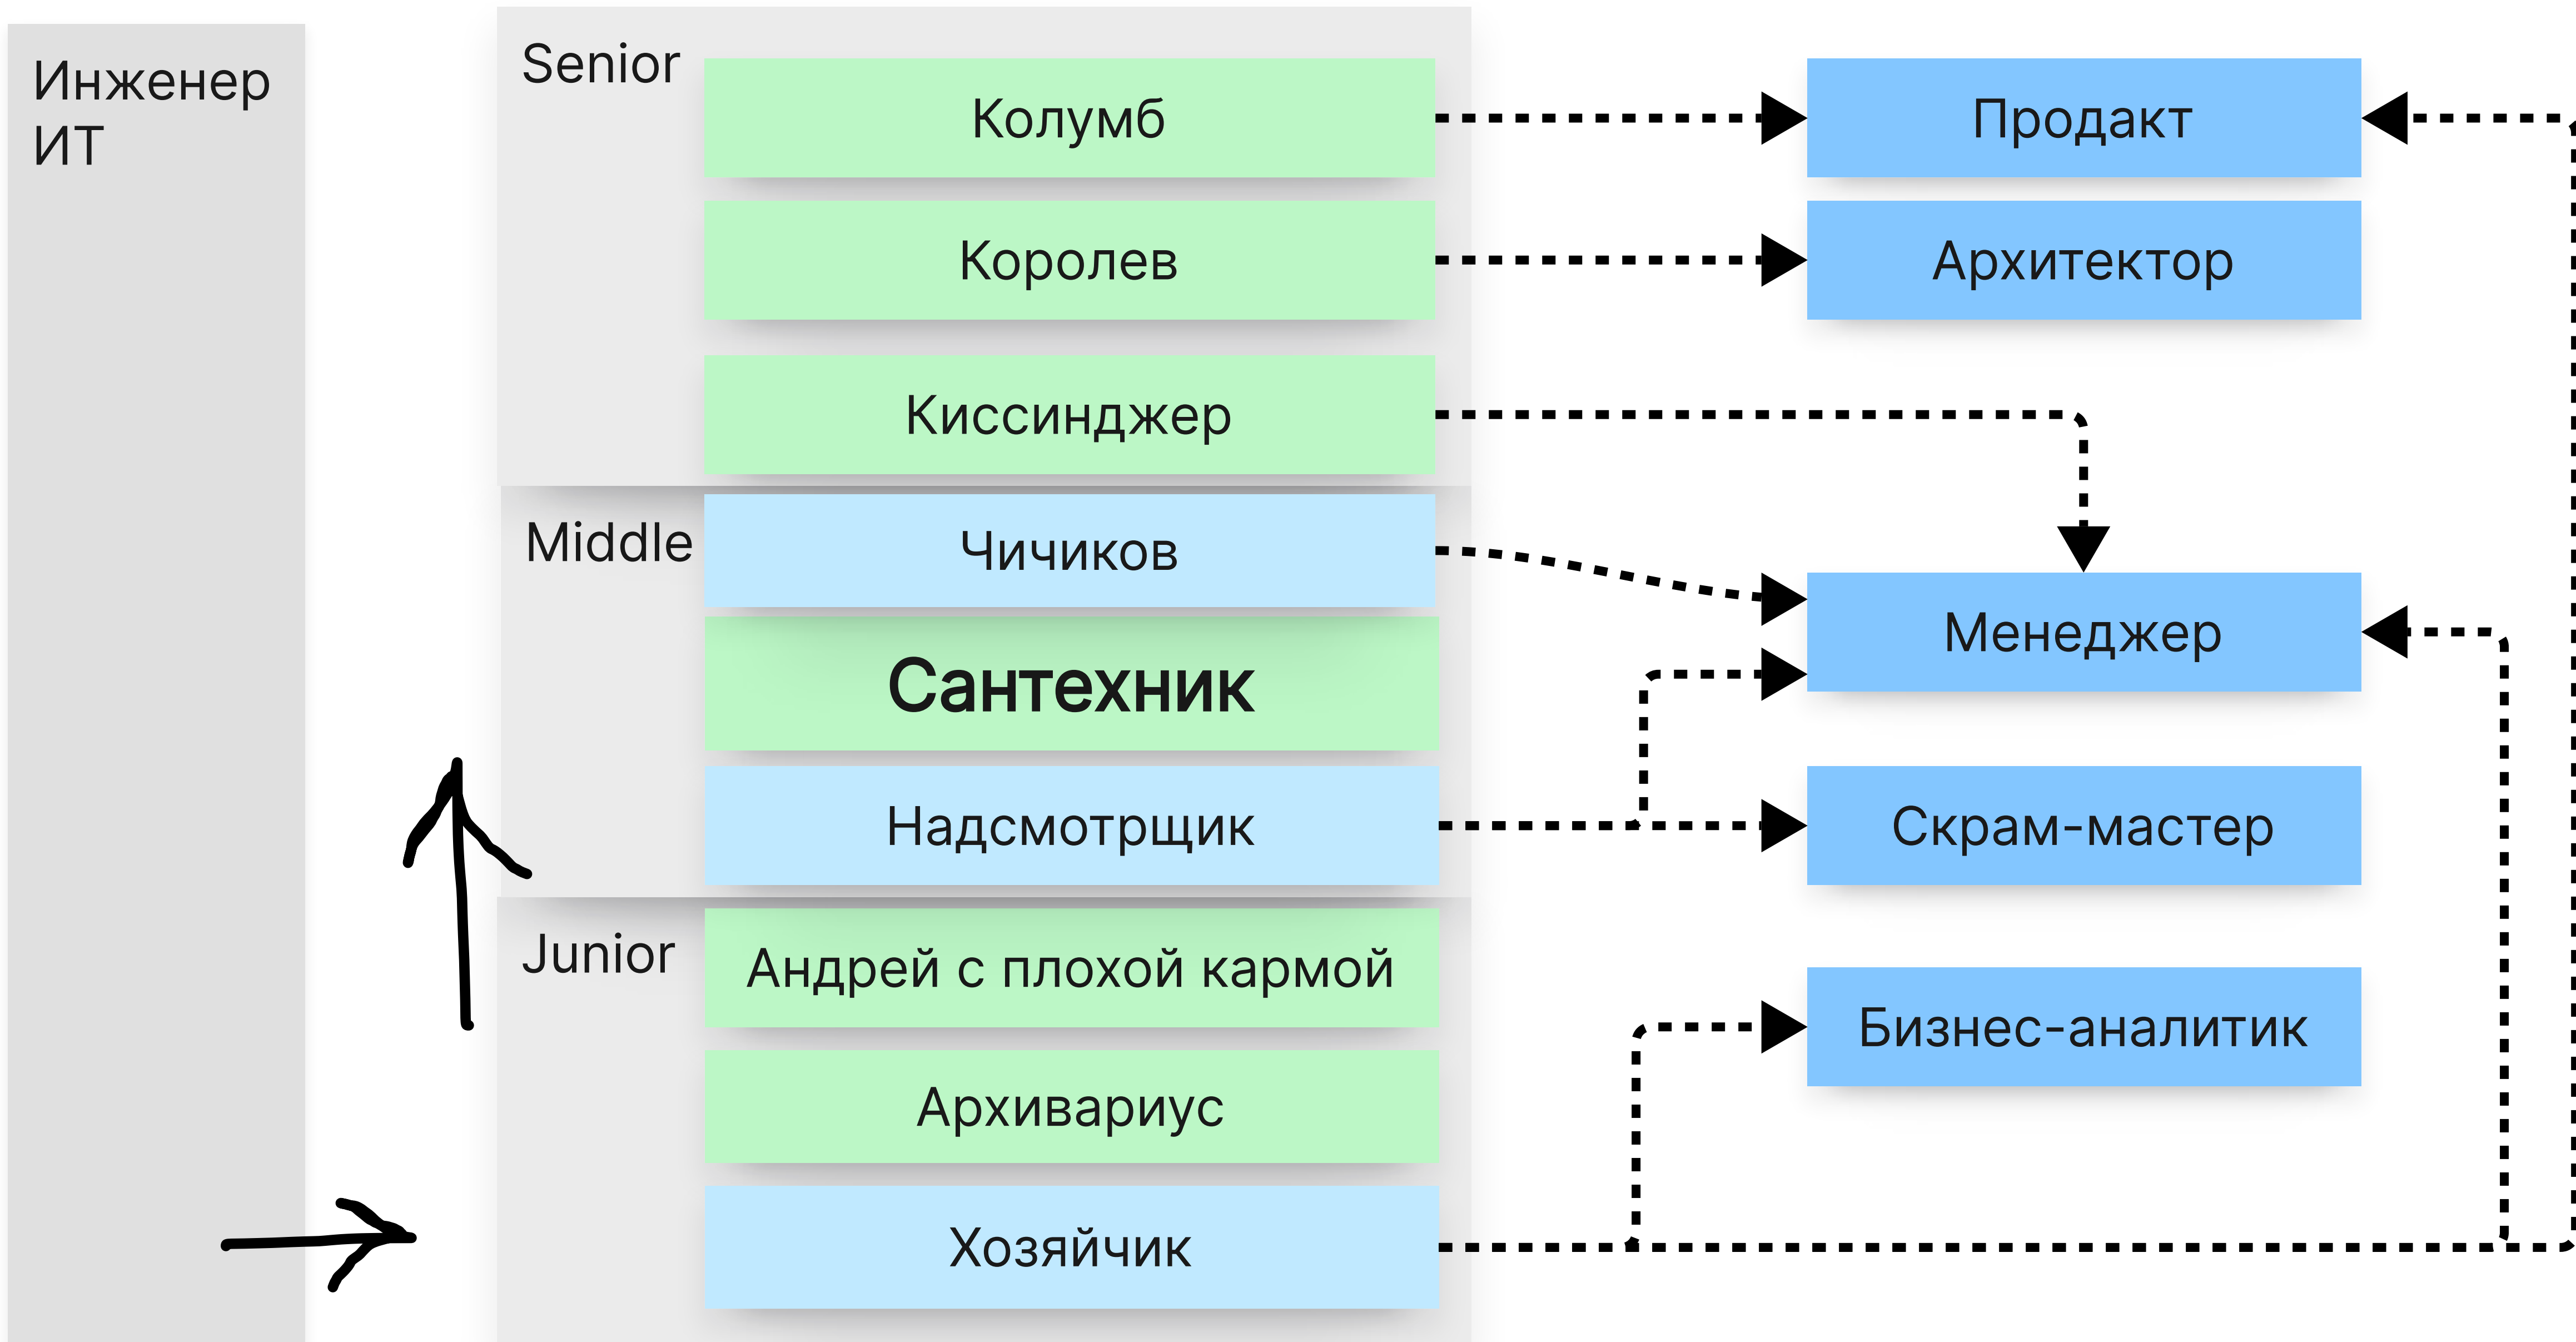 Инженер
ИТ
Senior
Колумб
Продакт
Королев
Архитектор
Киссинджер
Middle
Чичиков
Менеджер
Сантехник
Надсмотрщик
Скрам-мастер
Junior
Андрей с плохой кармой
Бизнес-аналитик
Архивариус
Хозяйчик